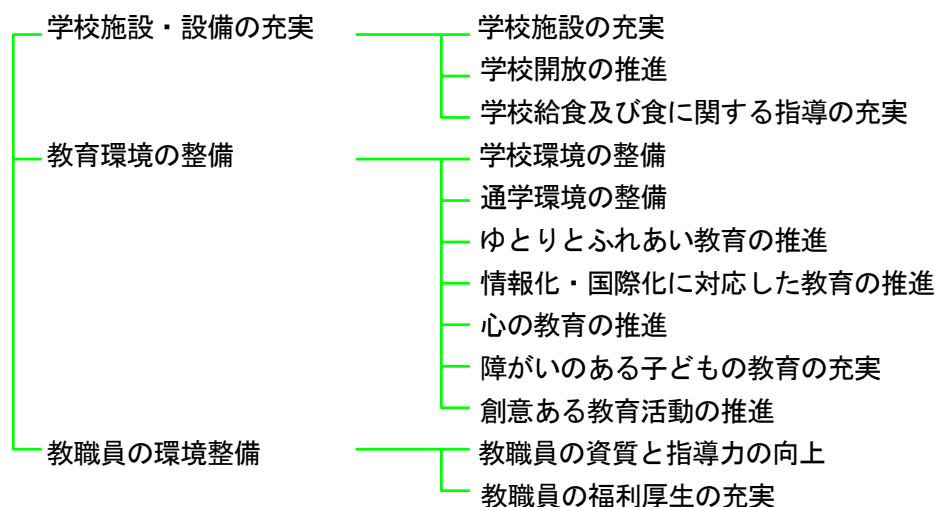 学校施設・設備の充実 学校施設の充実
学校開放の推進
学校給食及び食に関する指導の充実
教育環境の整備 学校環境の整備
通学環境の整備
ゆとりとふれあい教育の推進
情報化・国際化に対応した教育の推進
心の教育の推進
障がいのある子どもの教育の充実
創意ある教育活動の推進
教職員の環境整備 教職員の資質と指導力の向上
教職員の福利厚生の充実